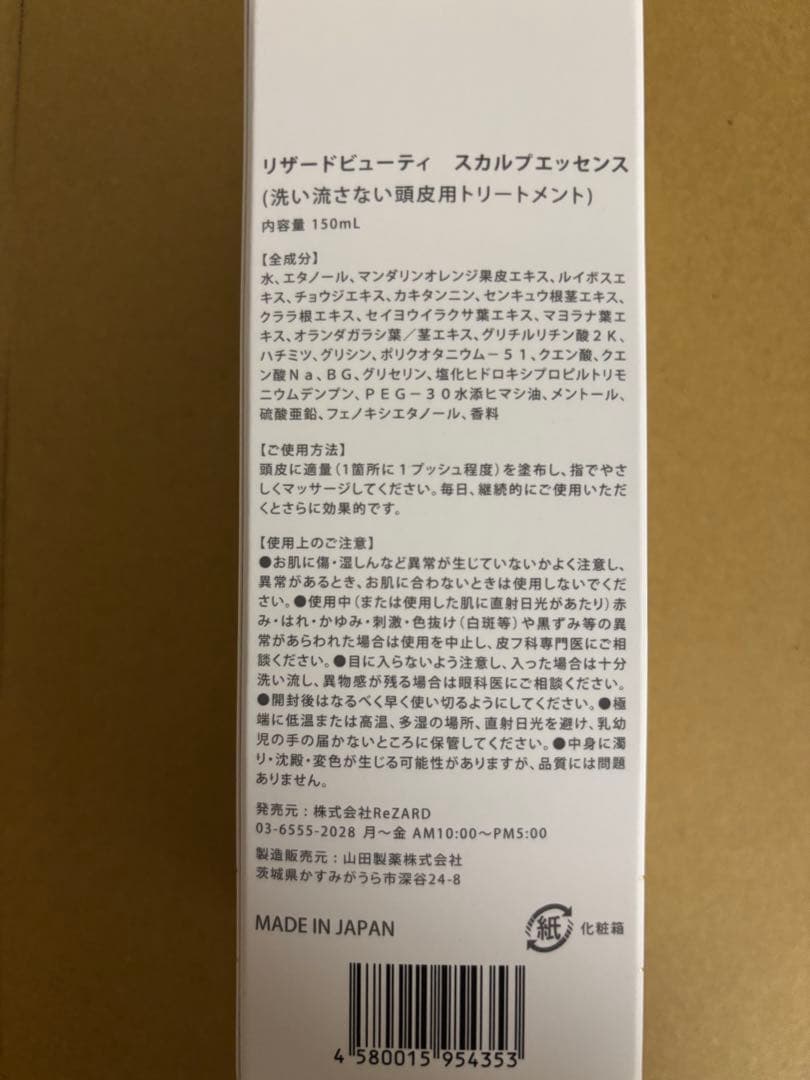 リザードビューティ　スカルプエッセンス
(洗い流さない頭皮用トリートメント)
内容量 150mL
【全成分】
水、エタノール、マンダリンオレンジ果皮エキス、ルイボスエ
キス、チョウジエキス、カキタンニン、センキュウ根茎エキス、
クララ根エキス、セイヨウイラクサ葉エキス、マヨラナ葉エ
キス、オランダガラシ葉／茎エキス、グリチルリチン酸２Ｋ、
ハチミツ、グリシン、ポリクオタニウム－５１、クエン酸、クエ
ン酸Ｎａ、ＢＧ、グリセリン、塩化ヒドロキシプロピルトリモ
ニウムデンプン、ＰＥＧ－３０水添ヒマシ油、メントール、
硫酸亜鉛、フェノキシエタノール、香料
【ご使用方法】
頭皮に適量（1箇所に１プッシュ程度）を塗布し、指でやさ
しくマッサージしてください。毎日、継続的にご使用いただ
くとさらに効果的です。
【使用上のご注意】
●お肌に傷・湿しんなど異常が生じていないかよく注意し、
異常があるとき、お肌に合わないときは使用しないでくだ
さい。●使用中（または使用した肌に直射日光があたり）赤
み・はれ・かゆみ・刺激・色抜け（白斑等）や黒ずみ等の異
常があらわれた場合は使用を中止し、皮フ科専門医にご相
談ください。●目に入らないよう注意し、入った場合は十分
洗い流し、異物感が残る場合は眼科医にご相談ください。
●開封後はなるべく早く使い切るようにしてください。●極
端に低温または高温、多湿の場所、直射日光を避け、乳幼
児の手の届かないところに保管してください。●中身に濁
り・沈殿・変色が生じる可能性がありますが、品質には問題
ありません。
発売元：株式会社ReZARD
03-6555-2028 月～金 AM10:00～PM5:00
製造販売元：山田製薬株式会社
茨城県かすみがうら市深谷24-8
MADE IN JAPAN
紙 化粧箱
4 580015 954353